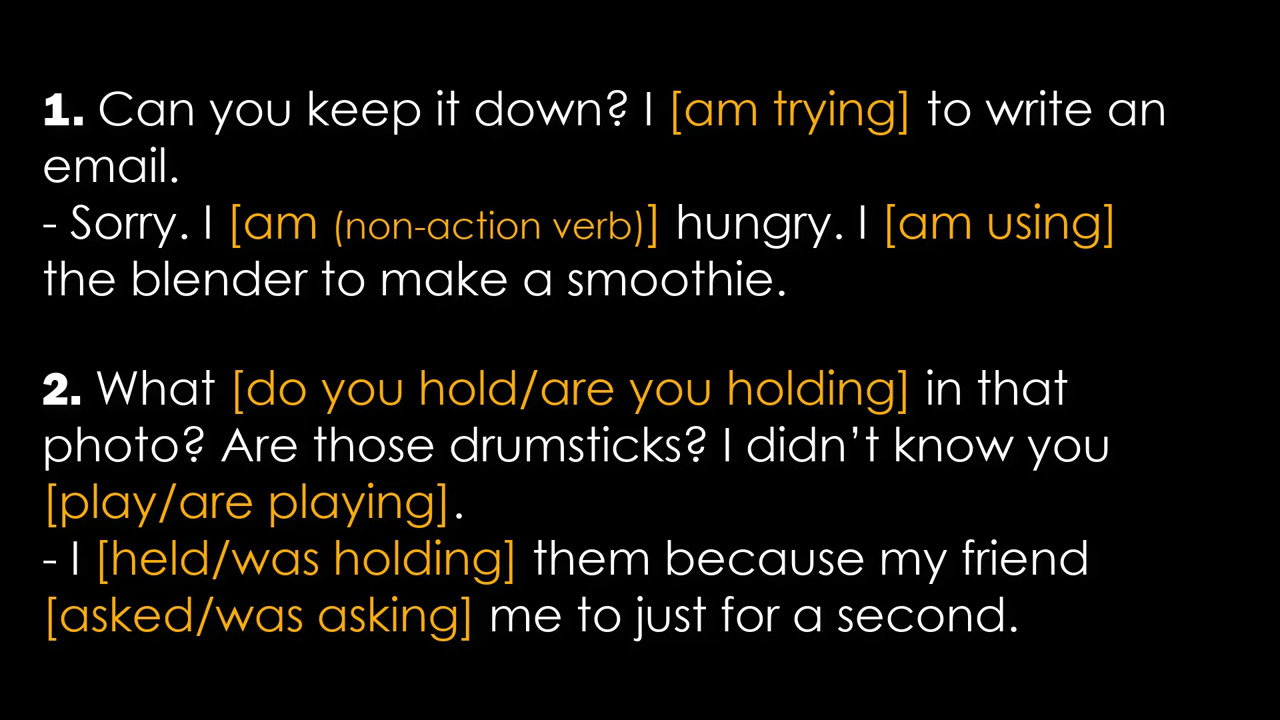 1. Can you keep it down? I [am trying] to write an
email.
- Sorry. I [am (non-action verb)] hungry. I [am using]
the blender to make a smoothie.
2. What [do you hold/are you holding] in that
photo? Are those drumsticks? I didn’t know you
[play/are playing].
- I [held/was holding] them because my friend
[asked/was asking] me to just for a second.